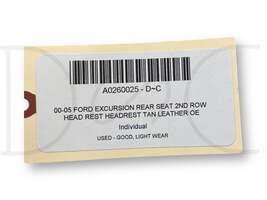 A0260025 - D~C
00-05 FORD EXCURSION REAR SEAT 2ND ROW
HEAD REST HEADREST TAN LEATHER OE
Individual
USED - GOOD, LIGHT WEAR